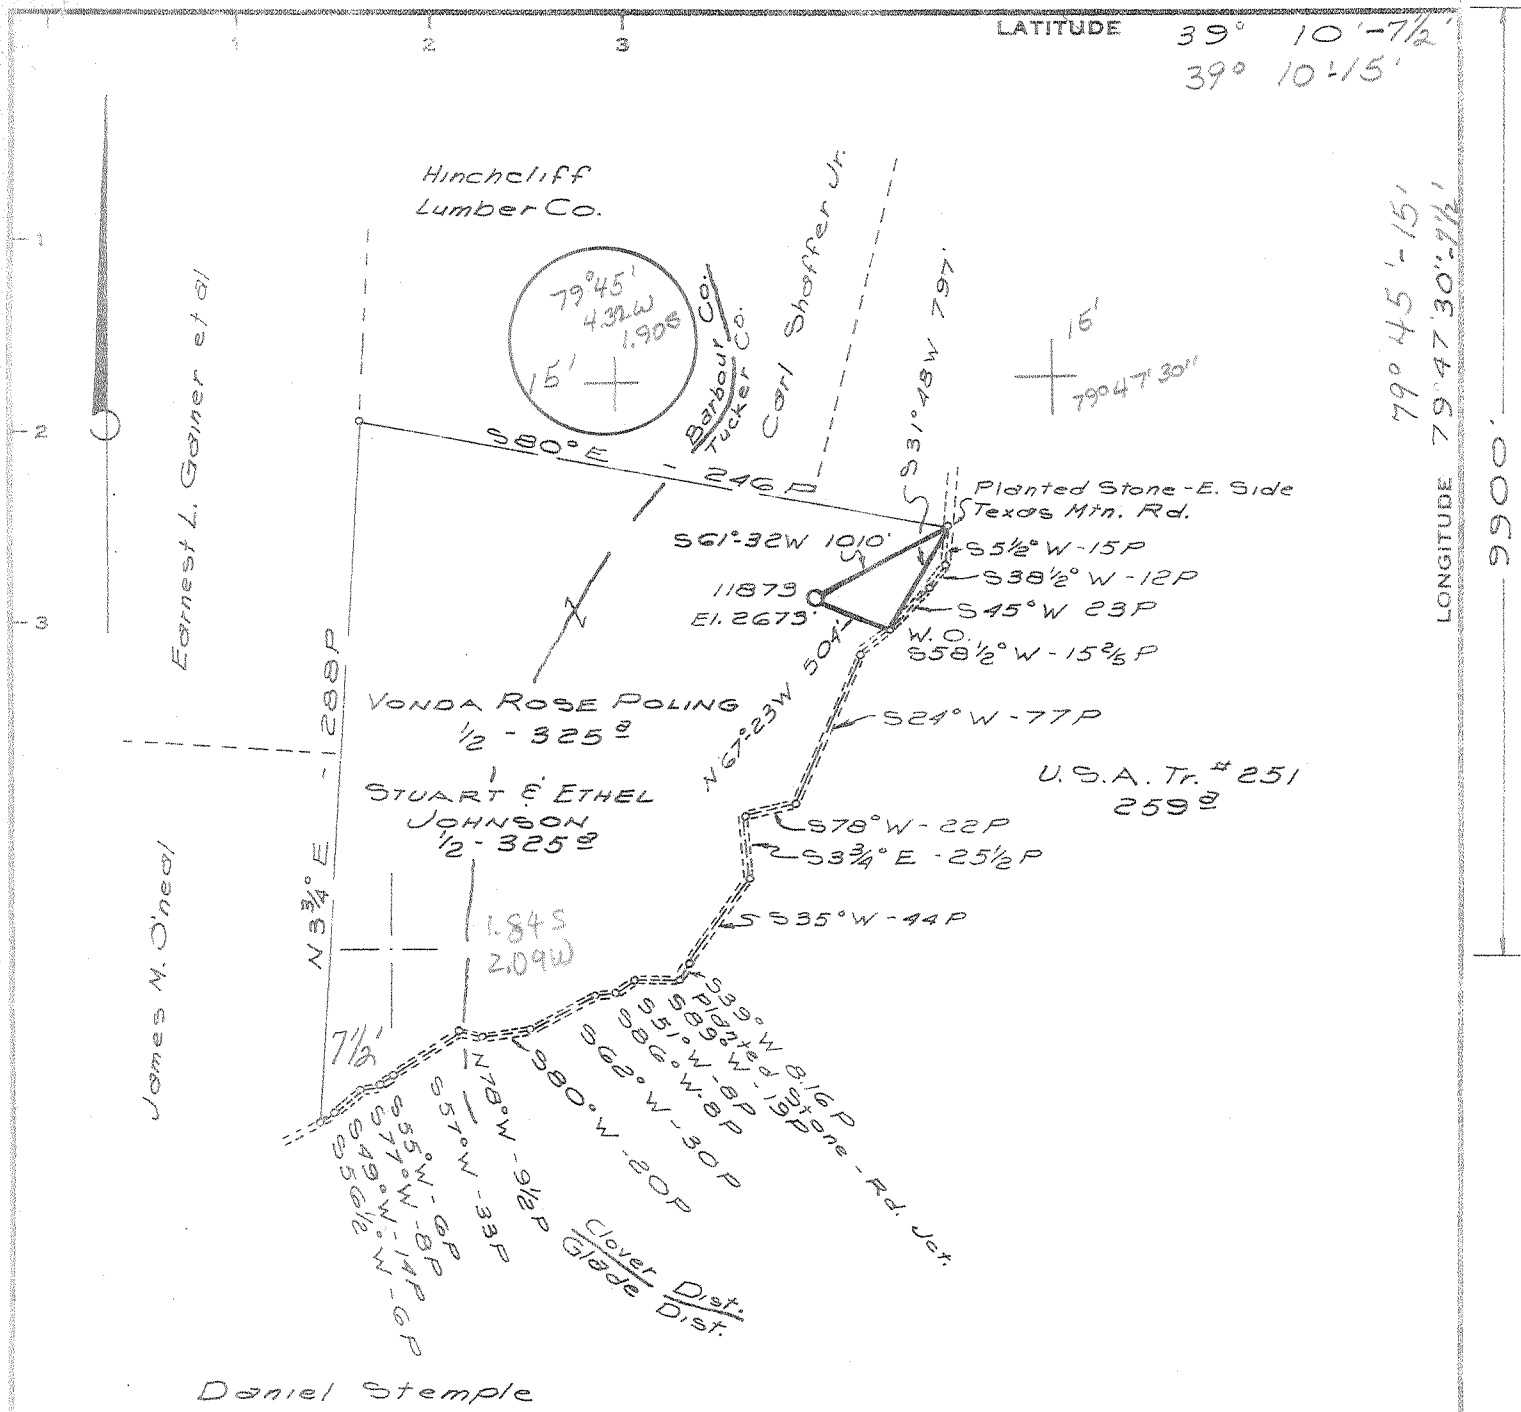 1
2
3
LATITUDE 39° 10'-7½'
39° 10'-15'
LONGITUDE 79° 47' 30"-7½'
79° 45'-15'
9900'
1
2
3
Hinchcliff
Lumber Co.
79°45'
4.32W
1.90S
15'
Barbour Co.
Tucker Co.
Carl Shaffer Jr.
15'
79°47'30"
Earnest L. Gainer et al
S80°E - 246P
S31°48W 797'
Planted Stone-E. Side
Texas Mtn. Rd.
S61°-32W 1010'
S5½°W-15P
S38½°W-12P
11873
El. 2673'
S45°W 23P
W. O.
S58½°W-15⅖P
N67°-23W 504'
S24°W-77P
VONDA ROSE POLING
½ - 325 a
STUART & ETHEL
JOHNSON
½ - 325 a
U.S.A. Tr. #251
259 a
S78°W-22P
S3¾°E-25½P
S35°W-44P
N3¾°E - 288P
James M. O'neal
1.84S
2.09W
7½'
S39°W 8.16P
Planted Stone-Rd. Jct.
S89°W-19P
S51°W-8P
S86°W-8P
S62°W-30P
S80°W-20P
N78°W-9½P
S57°W-33P
S55°W-6P
S77°W-8P
S49°W-14P
S56½°W-6P
Clover Dist.
Glade Dist.
Daniel Stemple